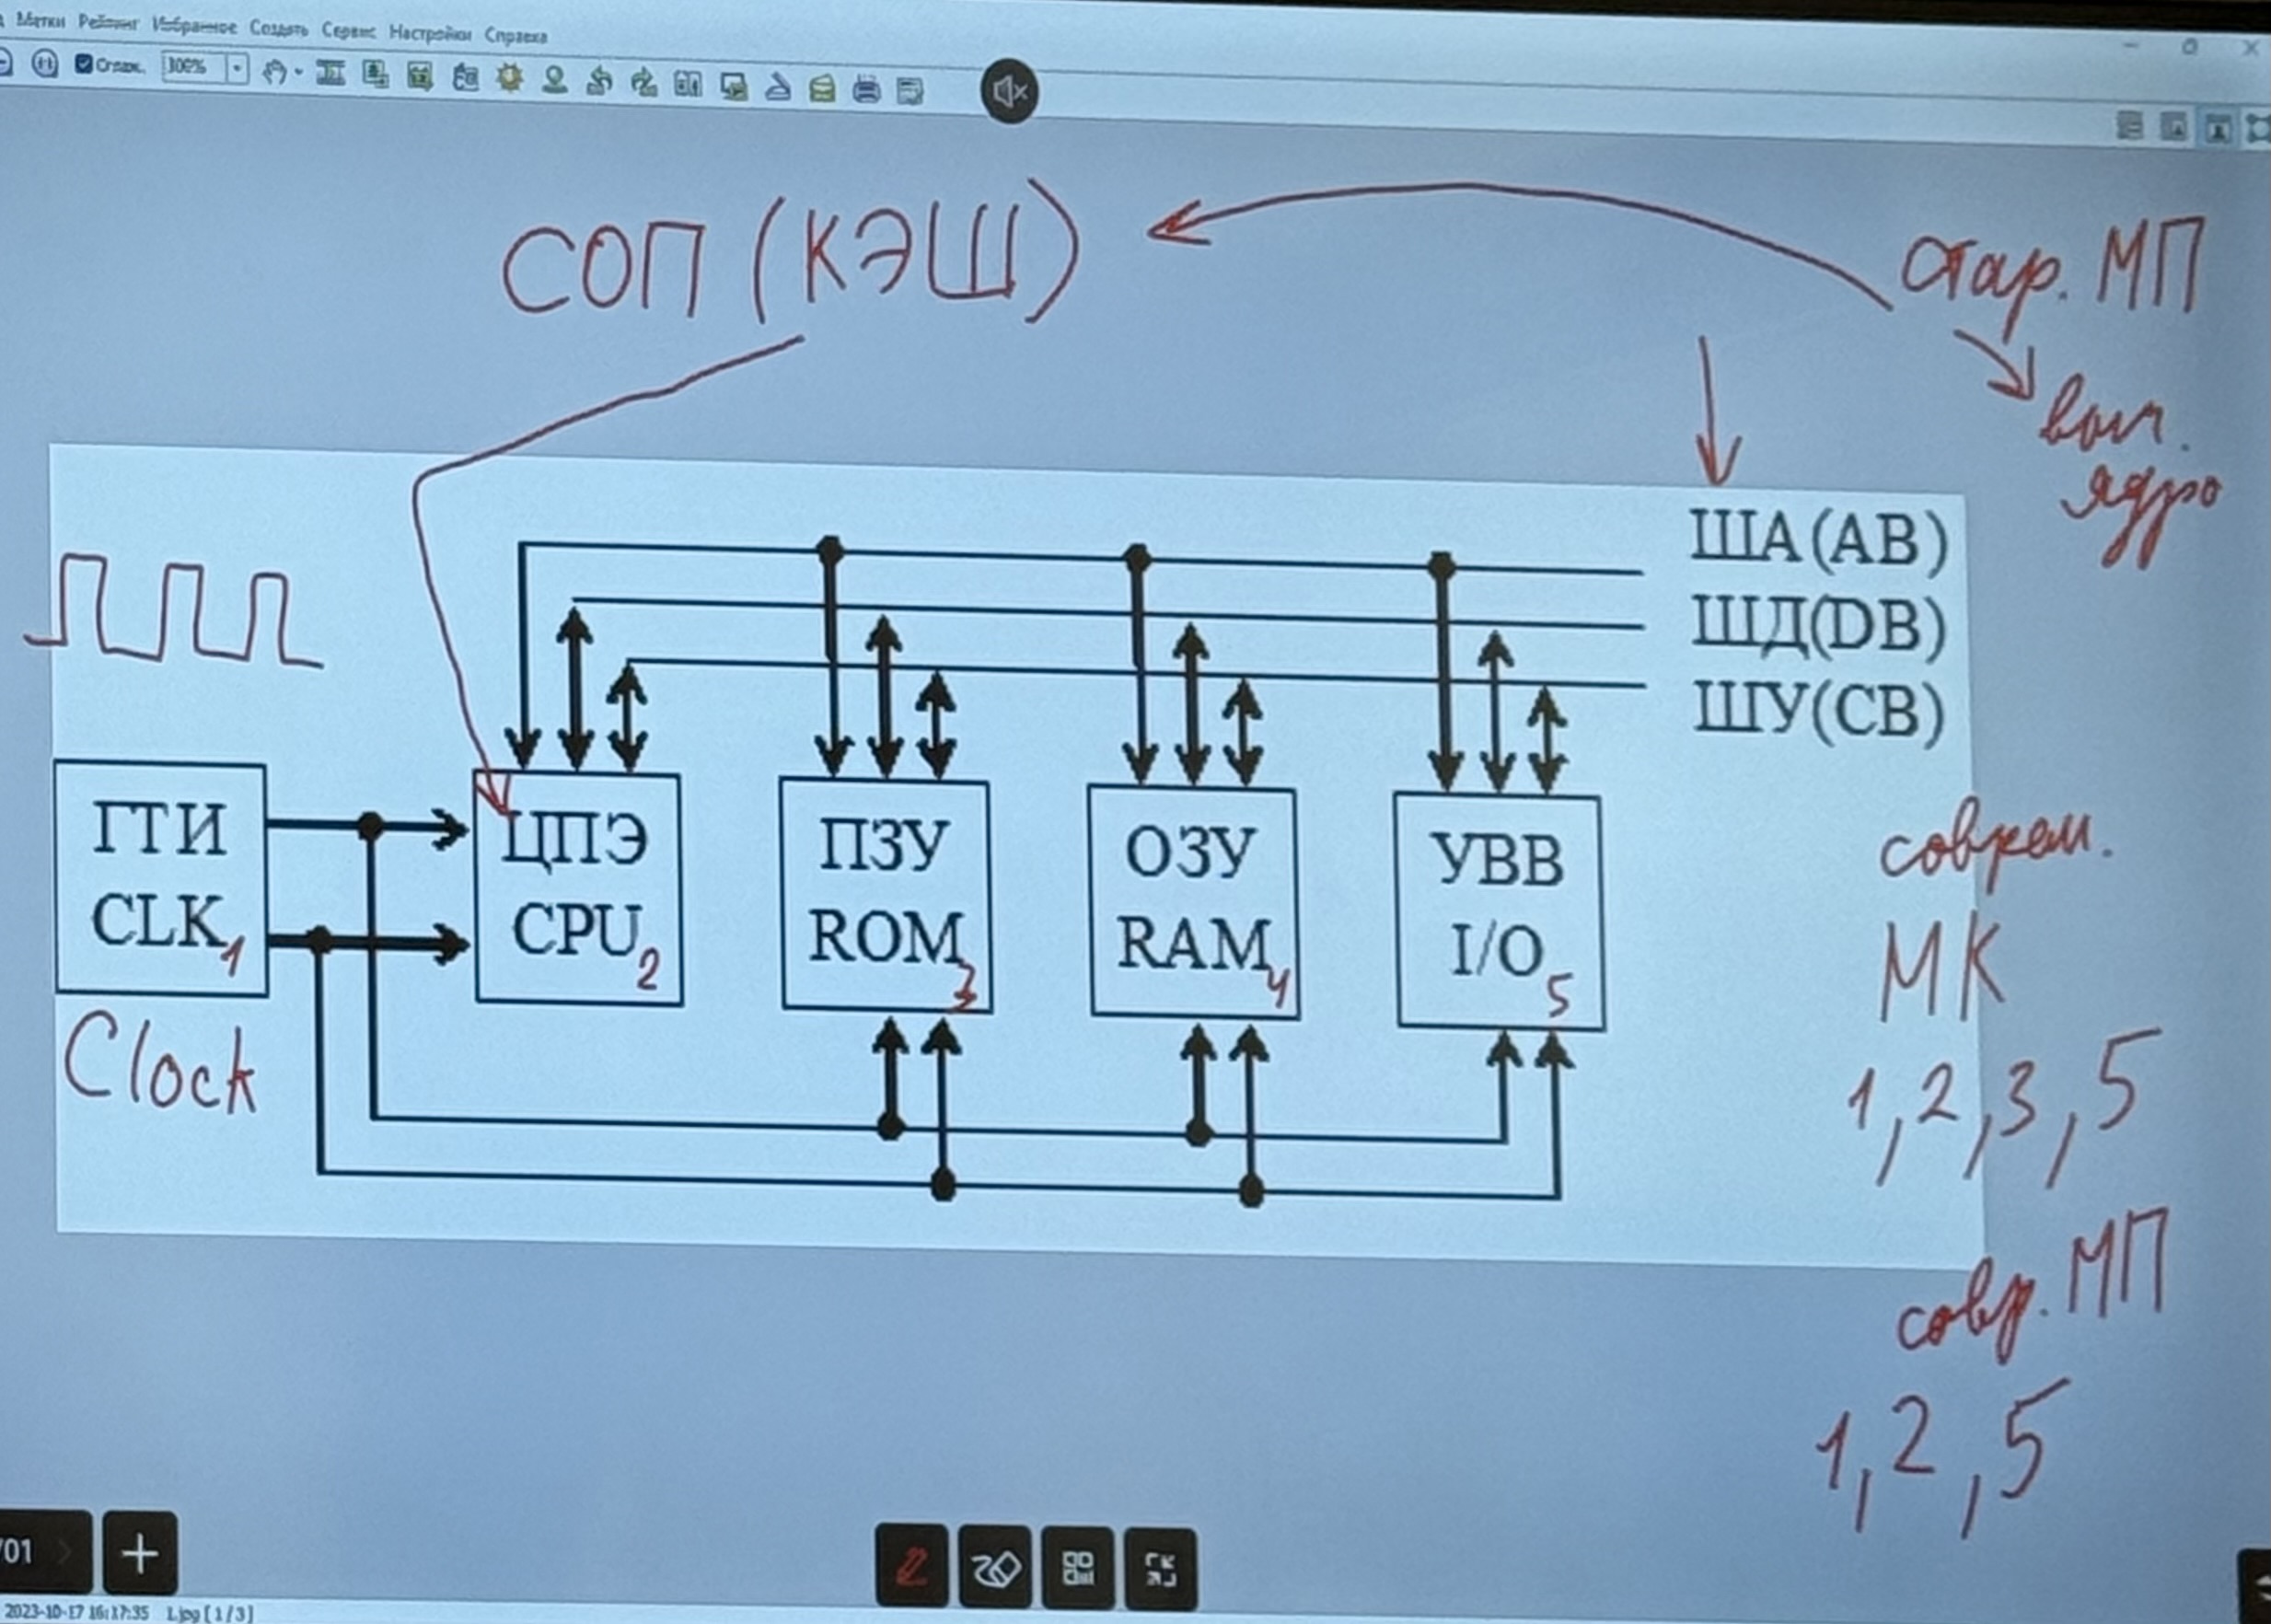 Метки Рейтинг Избранное Создать Сервис Настройки Справка
Сглаж. 300%
СОП (КЭШ)
стар. МП
выч.
ядро
ША(AB)
ШД(DB)
ШУ(CB)
ГТИ
CLK 1
Clock
ЦПЭ
CPU 2
ПЗУ
ROM 3
ОЗУ
RAM 4
УВВ
I/O 5
соврем.
МК
1, 2, 3, 5
совр. МП
1, 2, 5
/01
2023-10-17 16:17:35 1.jpg [ 1 / 3 ]